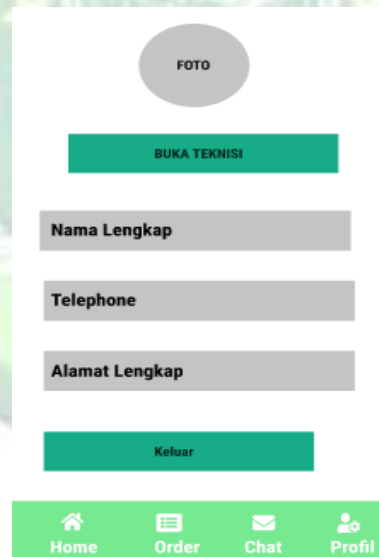 FOTO
BUKA TEKNISI
Nama Lengkap
Telephone
Alamat Lengkap
Keluar
Home Order Chat Profil